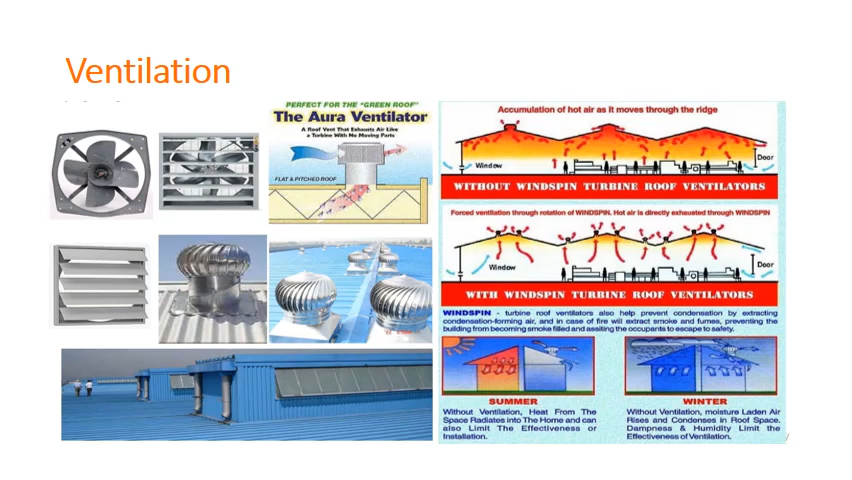 Ventilation
PERFECT FOR THE "GREEN ROOF"
The Aura Ventilator
A Roof Vent That Exhausts Air Like
a Turbine With No Moving Parts
FLAT & PITCHED ROOF
Accumulation of hot air as it moves through the ridge
Window
Door
WITHOUT WINDSPIN TURBINE ROOF VENTILATORS
Forced ventilation through rotation of WINDSPIN. Hot air is directly exhausted through WINDSPIN
Window
Door
WITH WINDSPIN TURBINE ROOF VENTILATORS
WINDSPIN - turbine roof ventilators also help prevent condensation by extracting
condensation-forming air, and in case of fire will extract smoke and fumes, preventing the
building from becoming smoke filled and assiting the occupants to escape to safety.
SUMMER
Without Ventilation, Heat From The
Space Radiates into The Home and can
also Limit The Effectiveness or
Installation.
WINTER
Without Ventilation, moisture Laden Air
Rises and Condenses in Roof Space.
Dampness & Humidity Limit the
Effectiveness of Ventilation.